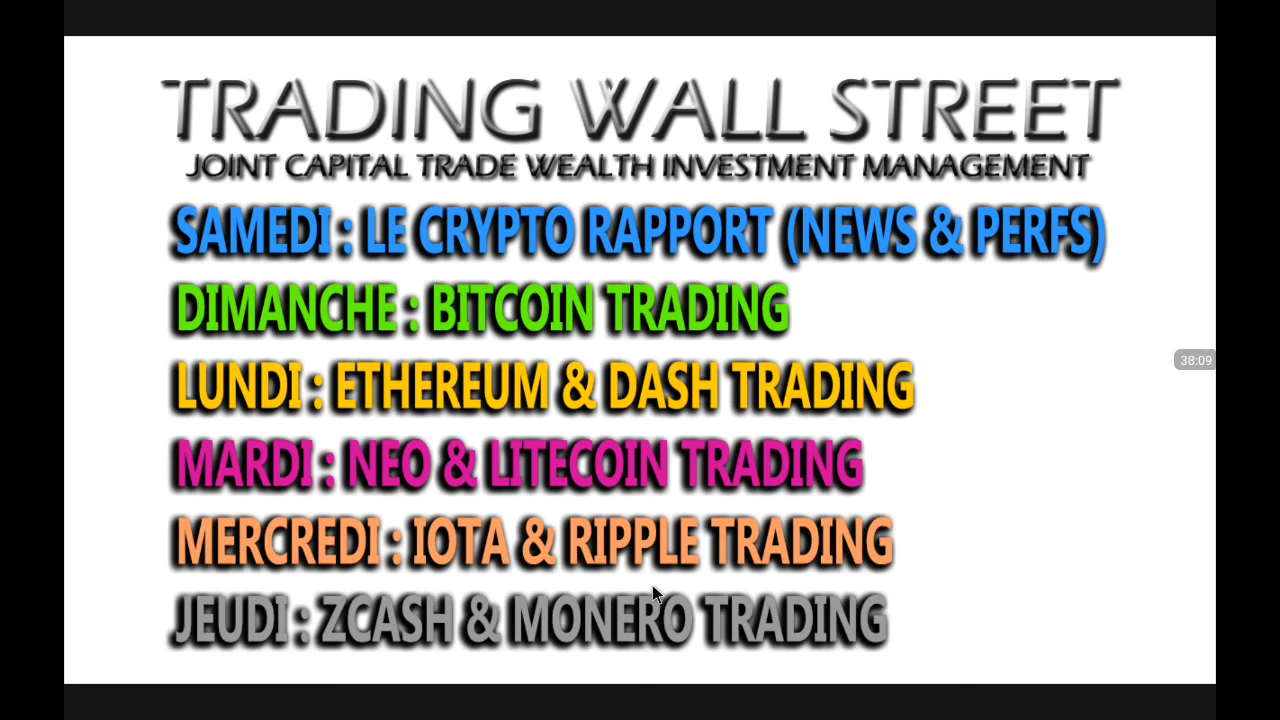 TRADING WALL STREET
JOINT CAPITAL TRADE WEALTH INVESTMENT MANAGEMENT
SAMEDI : LE CRYPTO RAPPORT (NEWS & PERFS)
DIMANCHE : BITCOIN TRADING
LUNDI : ETHEREUM & DASH TRADING
38:09
MARDI : NEO & LITECOIN TRADING
MERCREDI : IOTA & RIPPLE TRADING
JEUDI : ZCASH & MONERO TRADING